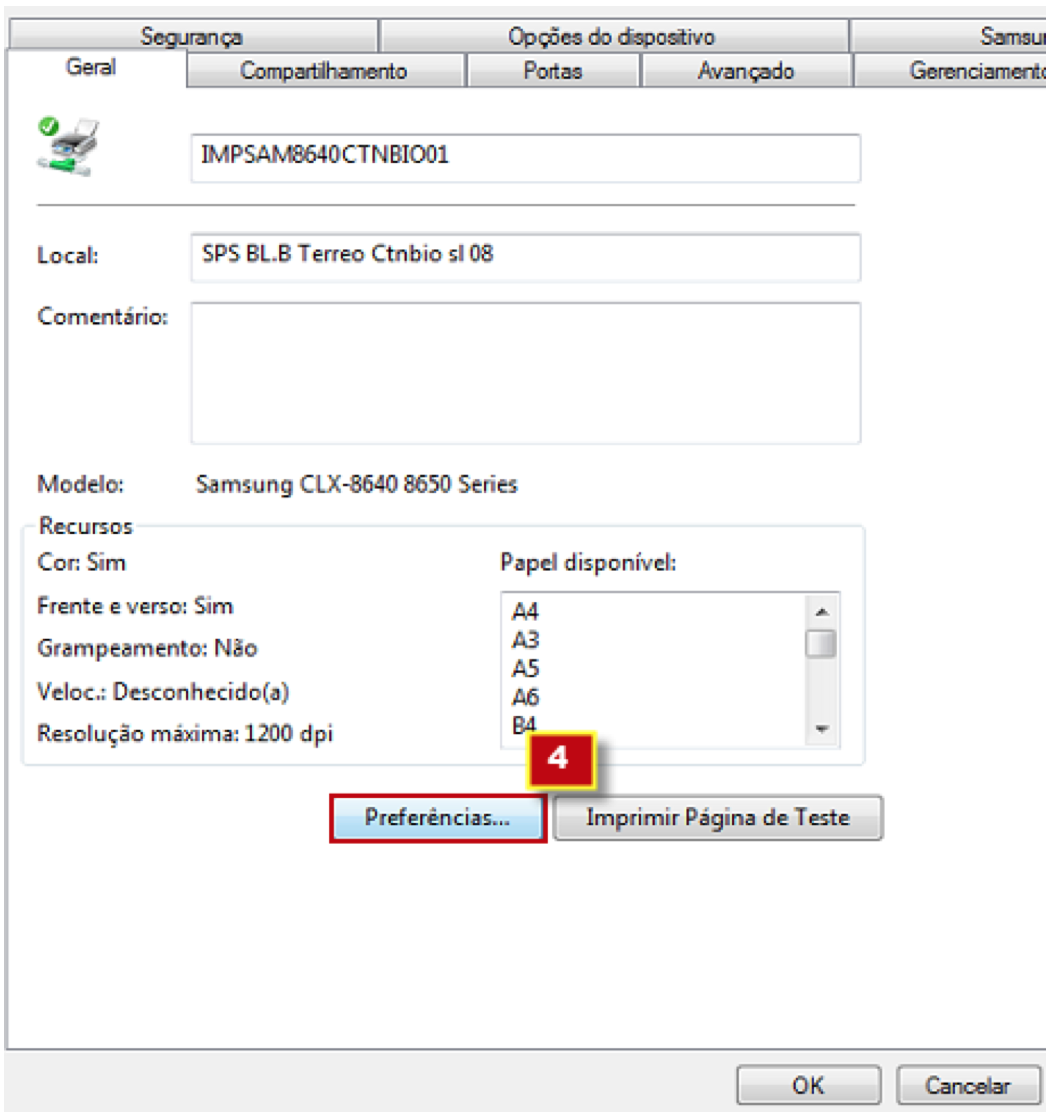 Segurança Opções do dispositivo Samsu
Geral Compartilhamento Portas Avançado Gerenciamento
IMPSAM8640CTNBIO01
Local: SPS BL.B Terreo Ctnbio sl 08
Comentário:
Modelo: Samsung CLX-8640 8650 Series
Recursos
Cor: Sim Papel disponível:
Frente e verso: Sim A4
Grampeamento: Não A3
A5
Veloc.: Desconhecido(a) A6
Resolução máxima: 1200 dpi B4
4
Preferências... Imprimir Página de Teste
OK Cancelar